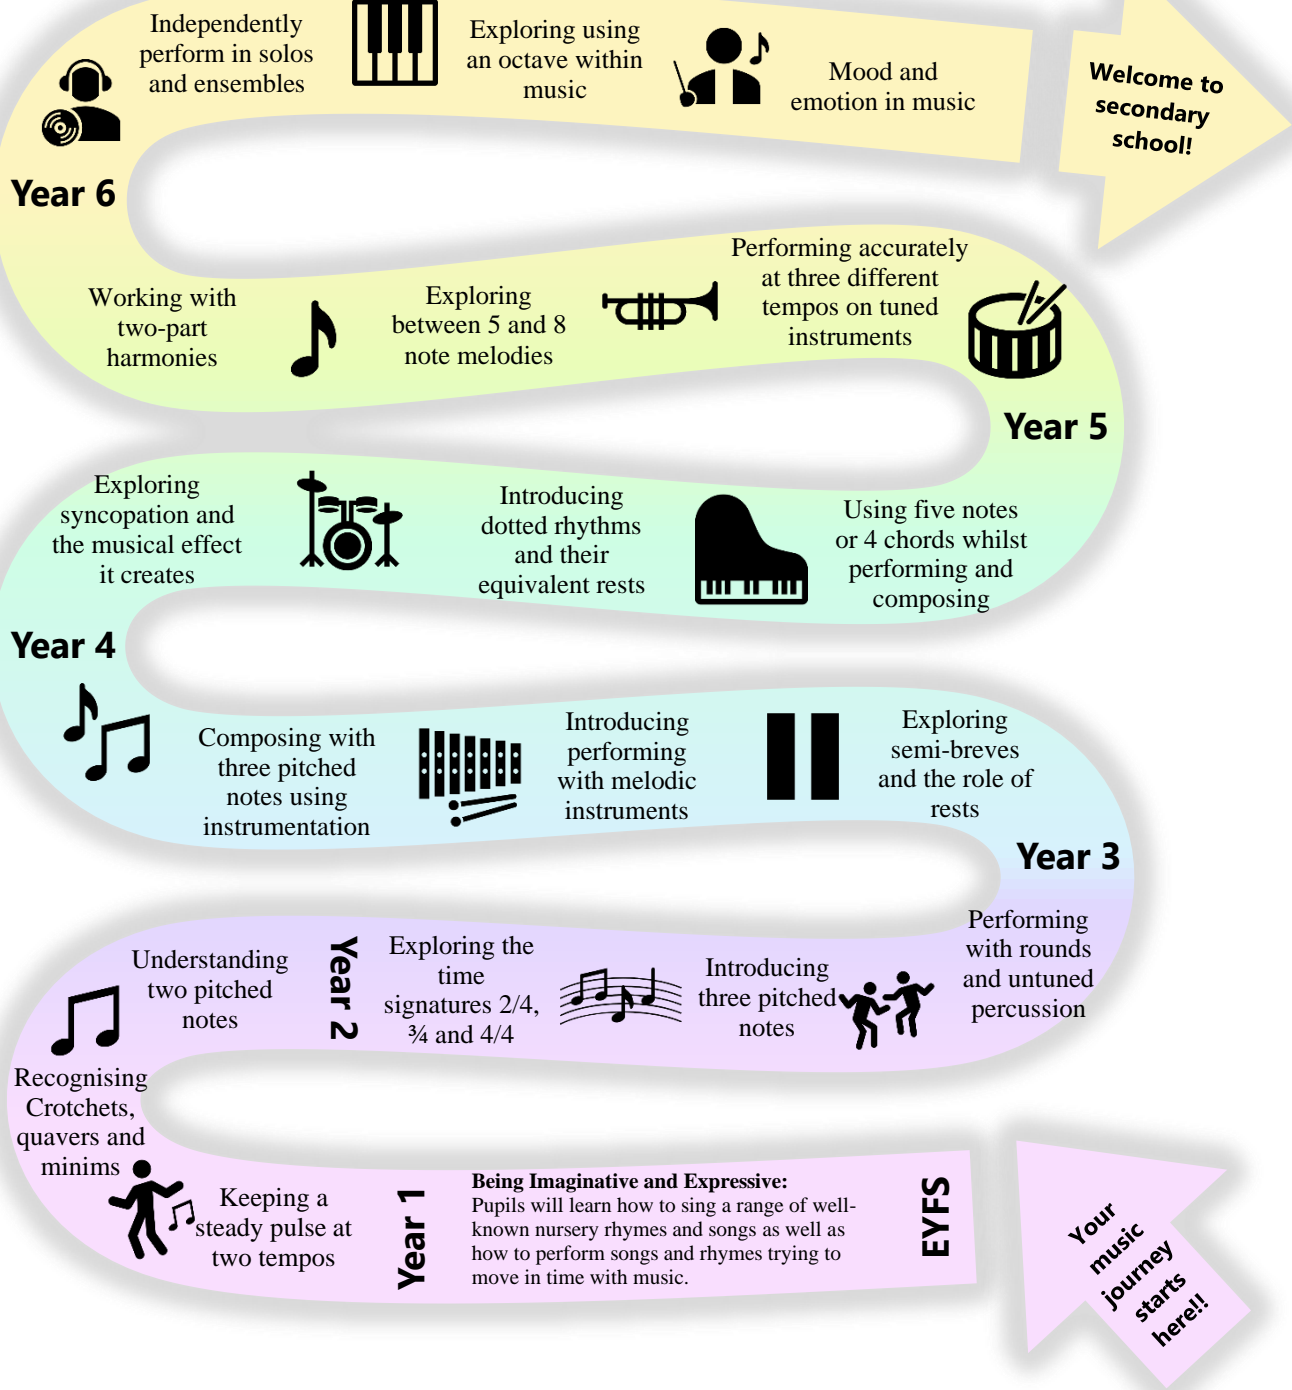 Independently
perform in solos
and ensembles
Exploring using
an octave within
music
Mood and
emotion in music
Welcome to
secondary
school!
Year 6
Working with
two-part
harmonies
Exploring
between 5 and 8
note melodies
Performing accurately
at three different
tempos on tuned
instruments
Year 5
Exploring
syncopation and
the musical effect
it creates
Introducing
dotted rhythms
and their
equivalent rests
Using five notes
or 4 chords whilst
performing and
composing
Year 4
Composing with
three pitched
notes using
instrumentation
Introducing
performing
with melodic
instruments
Exploring
semi-breves
and the role of
rests
Year 3
Understanding
two pitched
notes
Year 2
Exploring the
time
signatures 2/4,
¾ and 4/4
Introducing
three pitched
notes
Performing
with rounds
and untuned
percussion
Recognising
Crotchets,
quavers and
minims
Keeping a
steady pulse at
two tempos
Year 1
Being Imaginative and Expressive:
Pupils will learn how to sing a range of well-
known nursery rhymes and songs as well as
how to perform songs and rhymes trying to
move in time with music.
EYFS
Your
music
journey
starts
here!!